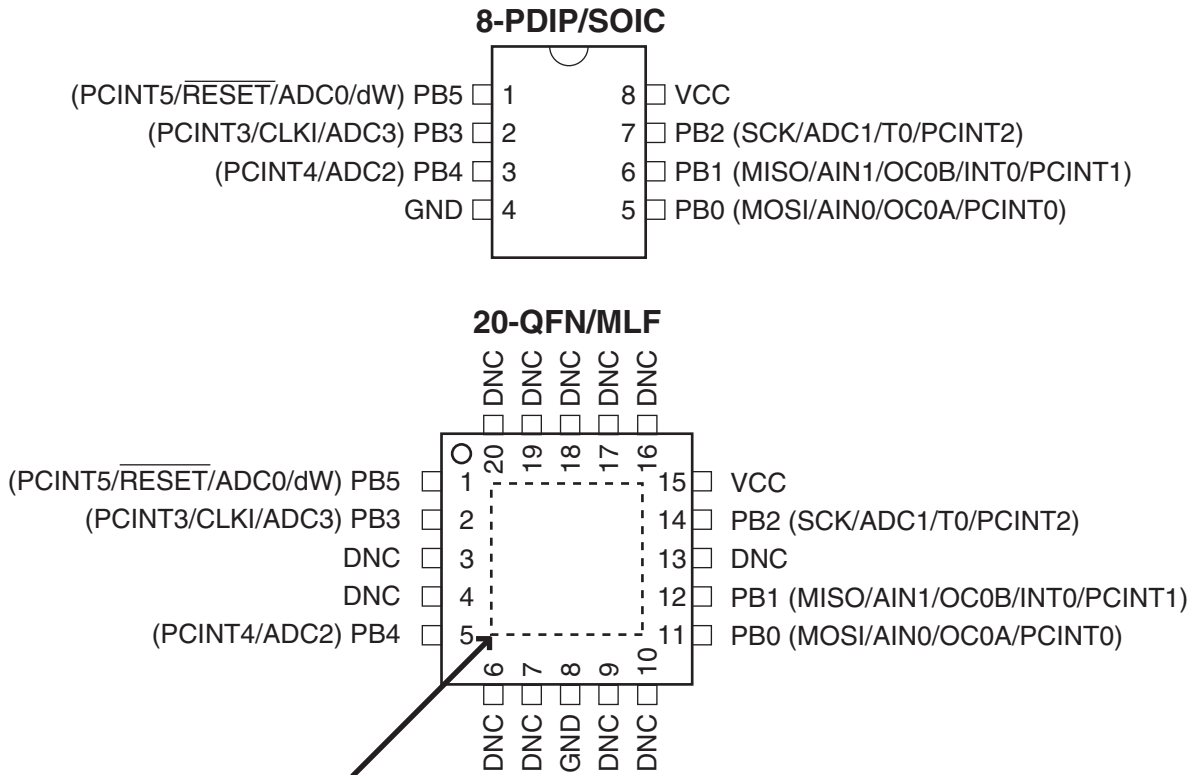 8-PDIP/SOIC
(PCINT5/RESET/ADC0/dW) PB5 1 8 VCC
(PCINT3/CLKI/ADC3) PB3 2 7 PB2 (SCK/ADC1/T0/PCINT2)
(PCINT4/ADC2) PB4 3 6 PB1 (MISO/AIN1/OC0B/INT0/PCINT1)
GND 4 5 PB0 (MOSI/AIN0/OC0A/PCINT0)
20-QFN/MLF
DNC DNC DNC DNC DNC
20 19 18 17 16
(PCINT5/RESET/ADC0/dW) PB5 1 15 VCC
(PCINT3/CLKI/ADC3) PB3 2 14 PB2 (SCK/ADC1/T0/PCINT2)
DNC 3 13 DNC
DNC 4 12 PB1 (MISO/AIN1/OC0B/INT0/PCINT1)
(PCINT4/ADC2) PB4 5 11 PB0 (MOSI/AIN0/OC0A/PCINT0)
6 7 8 9 10
DNC DNC GND DNC DNC